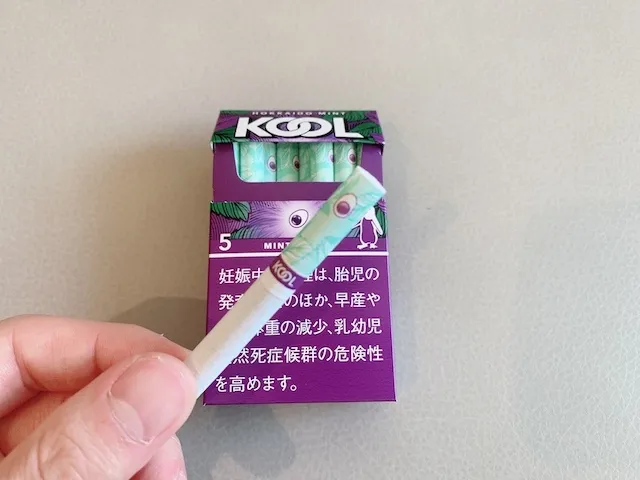 HOKKAIDO MINT
KOOL
5
MINT
KOOL
妊娠中 は、胎児の
発 のほか、早産や
重の減少、乳幼児
然死症候群の危険性
を高めます。